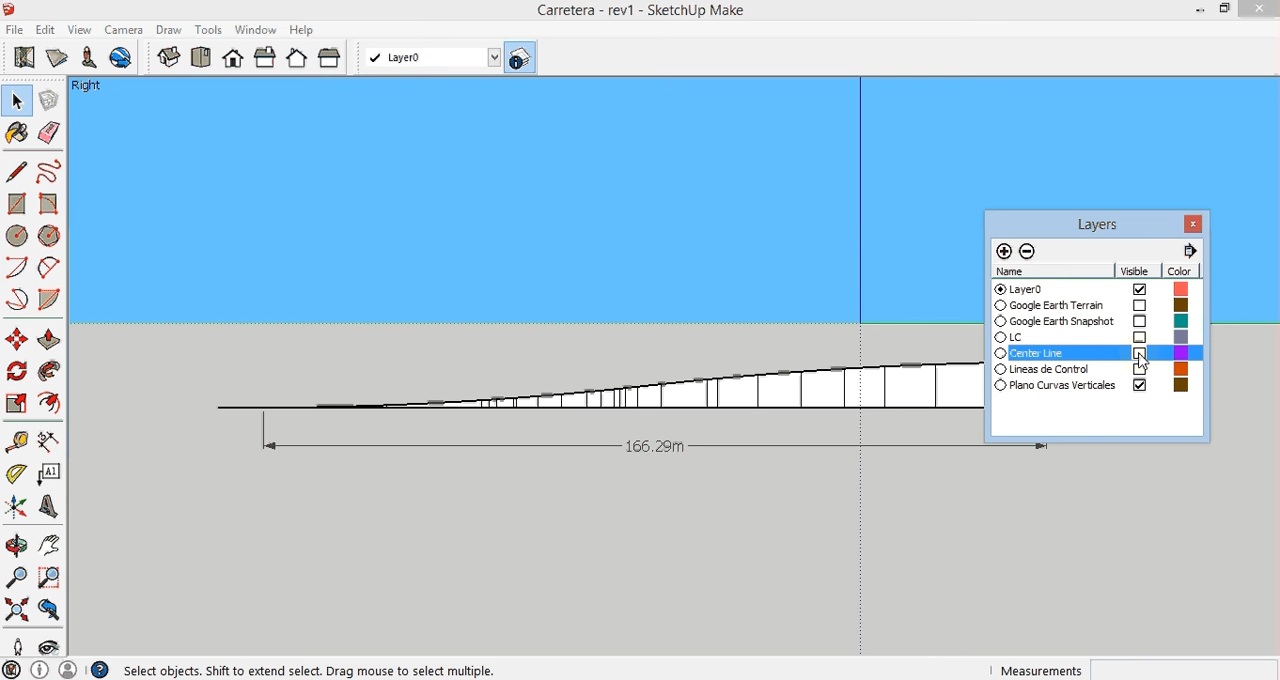 Carretera - rev1 - SketchUp Make
File Edit View Camera Draw Tools Window Help
Layer0
Right
Layers
Name Visible Color
Layer0
Google Earth Terrain
Google Earth Snapshot
LC
Center Line
Lineas de Control
Plano Curvas Verticales
166.29m
A1
Select objects. Shift to extend select. Drag mouse to select multiple.
Measurements